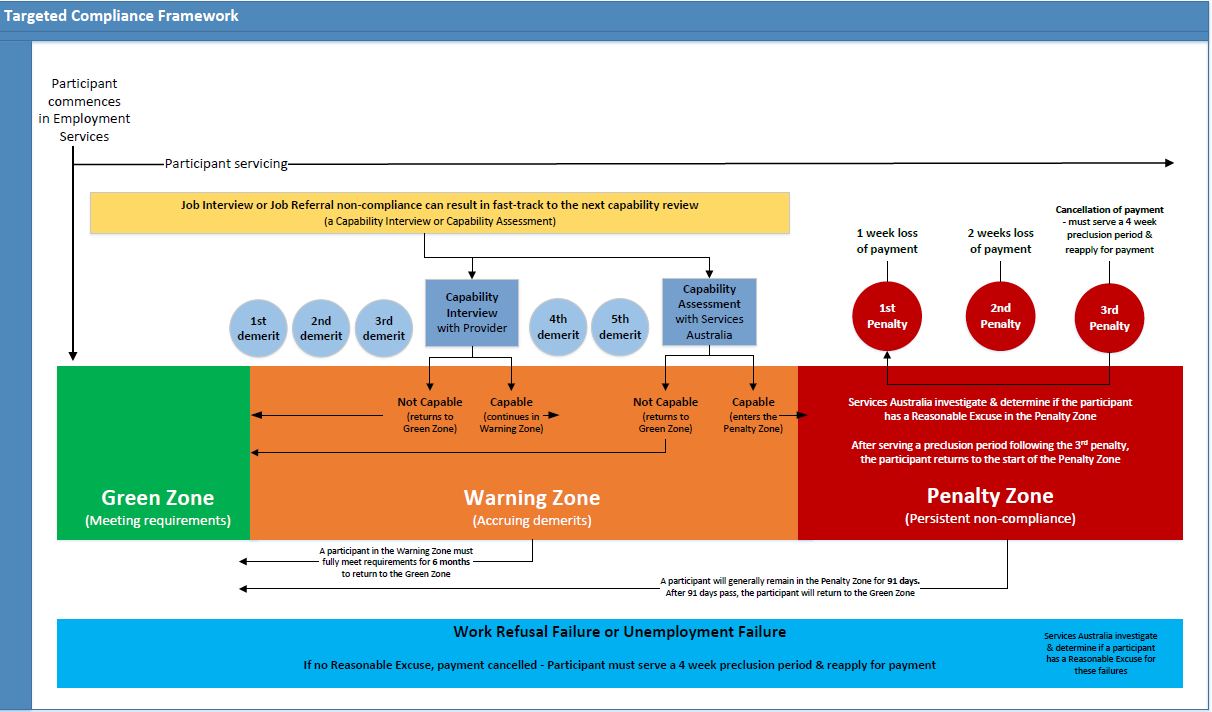 Targeted Compliance Framework
Participant
commences
in Employment
Services
Participant servicing
Job Interview or Job Referral non-compliance can result in fast-track to the next capability review
(a Capability Interview or Capability Assessment)
1st
demerit
2nd
demerit
3rd
demerit
Capability
Interview
with Provider
4th
demerit
5th
demerit
Capability
Assessment
with Services
Australia
1 week loss
of payment
2 weeks loss
of payment
Cancellation of payment
- must serve a 4 week
preclusion period &
reapply for payment
1st
Penalty
2nd
Penalty
3rd
Penalty
Not Capable
(returns to
Green Zone)
Capable
(continues in
Warning Zone)
Not Capable
(returns to
Green Zone)
Capable
(enters the
Penalty Zone)
Services Australia investigate & determine if the participant
has a Reasonable Excuse in the Penalty Zone
After serving a preclusion period following the 3rd penalty,
the participant returns to the start of the Penalty Zone
Green Zone
(Meeting requirements)
Warning Zone
(Accruing demerits)
Penalty Zone
(Persistent non-compliance)
A participant in the Warning Zone must
fully meet requirements for 6 months
to return to the Green Zone
A participant will generally remain in the Penalty Zone for 91 days.
After 91 days pass, the participant will return to the Green Zone
Work Refusal Failure or Unemployment Failure
If no Reasonable Excuse, payment cancelled - Participant must serve a 4 week preclusion period & reapply for payment
Services Australia investigate
& determine if a participant
has a Reasonable Excuse for
these failures